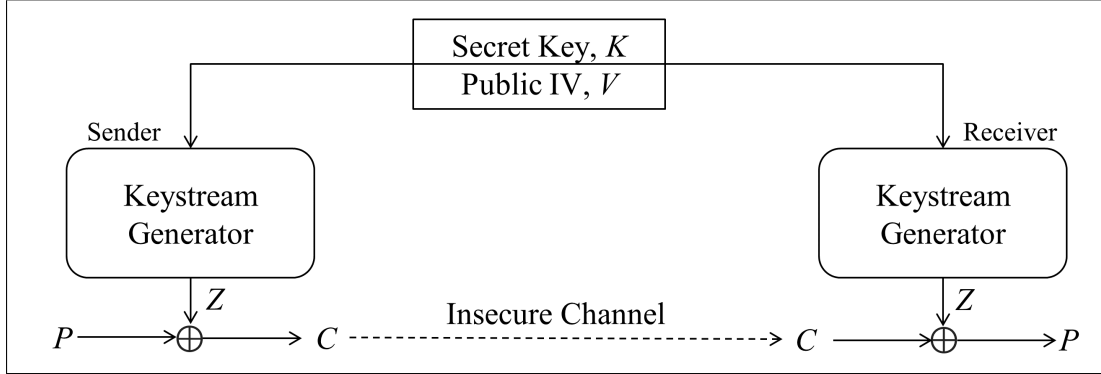 Secret Key, K
Public IV, V
Sender
Receiver
Keystream
Generator
Keystream
Generator
Z
Z
Insecure Channel
P
C
C
P